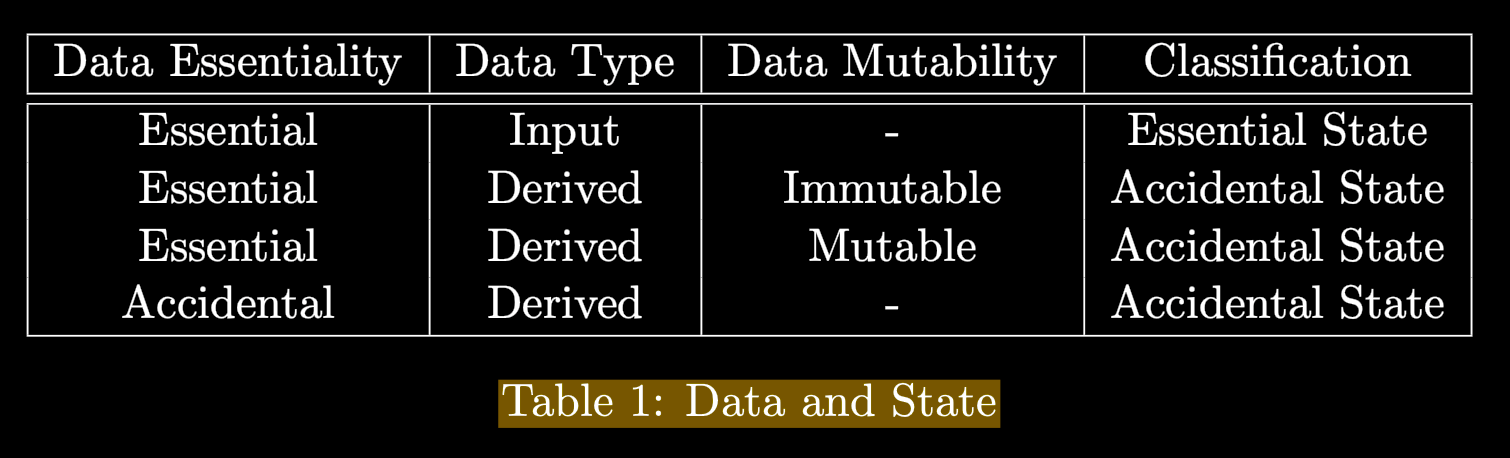 Data Essentiality Data Type Data Mutability Classification
Essential Input - Essential State
Essential Derived Immutable Accidental State
Essential Derived Mutable Accidental State
Accidental Derived - Accidental State
Table 1: Data and State